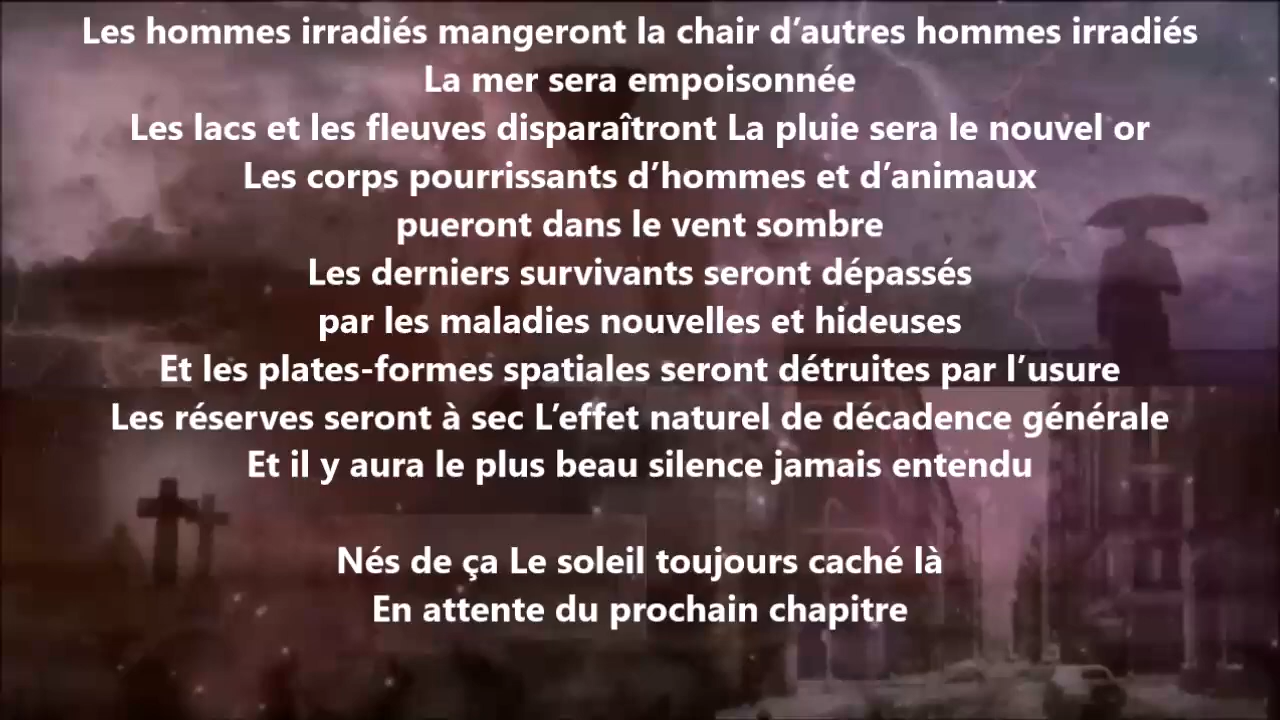 Les hommes irradiés mangeront la chair d’autres hommes irradiés
La mer sera empoisonnée
Les lacs et les fleuves disparaîtront La pluie sera le nouvel or
Les corps pourrissants d’hommes et d’animaux
pueront dans le vent sombre
Les derniers survivants seront dépassés
par les maladies nouvelles et hideuses
Et les plates-formes spatiales seront détruites par l’usure
Les réserves seront à sec L’effet naturel de décadence générale
Et il y aura le plus beau silence jamais entendu
Nés de ça Le soleil toujours caché là
En attente du prochain chapitre